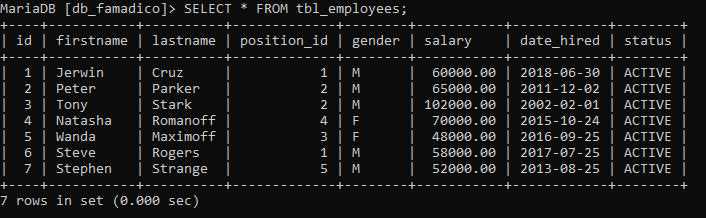 MariaDB [db_famadico]> SELECT * FROM tbl_employees;
+----+-----------+----------+-------------+--------+-----------+------------+--------+
| id | firstname | lastname | position_id | gender | salary    | date_hired | status |
+----+-----------+----------+-------------+--------+-----------+------------+--------+
|  1 | Jerwin    | Cruz     |           1 | M      |  60000.00 | 2018-06-30 | ACTIVE |
|  2 | Peter     | Parker   |           2 | M      |  65000.00 | 2011-12-02 | ACTIVE |
|  3 | Tony      | Stark    |           2 | M      | 102000.00 | 2002-02-01 | ACTIVE |
|  4 | Natasha   | Romanoff |           4 | F      |  70000.00 | 2015-10-24 | ACTIVE |
|  5 | Wanda     | Maximoff |           3 | F      |  48000.00 | 2016-09-25 | ACTIVE |
|  6 | Steve     | Rogers   |           1 | M      |  58000.00 | 2017-07-25 | ACTIVE |
|  7 | Stephen   | Strange  |           5 | M      |  52000.00 | 2013-08-25 | ACTIVE |
+----+-----------+----------+-------------+--------+-----------+------------+--------+
7 rows in set (0.000 sec)